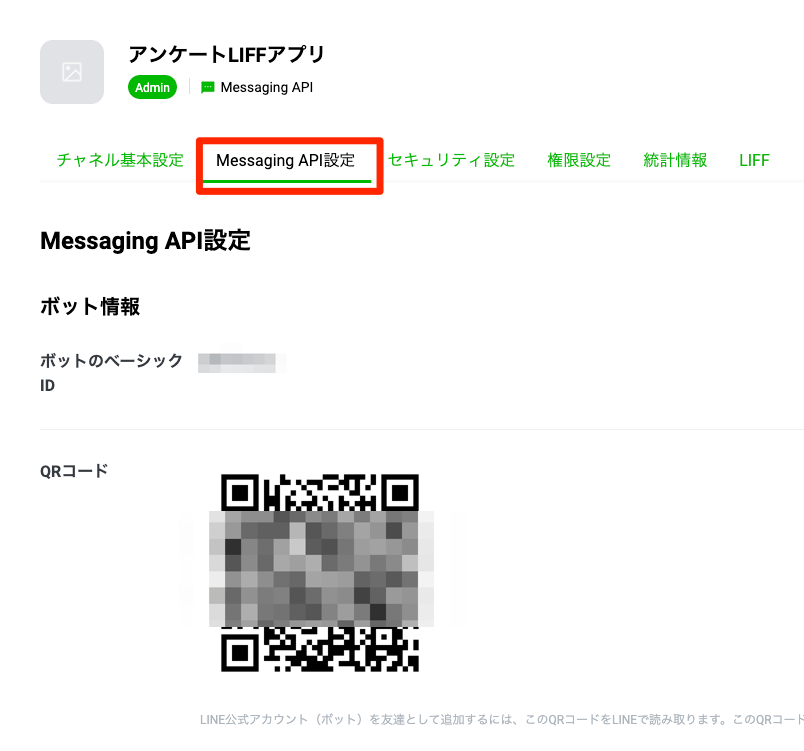 アンケートLIFFアプリ
Admin
Messaging API
チャネル基本設定 Messaging API設定 セキュリティ設定 権限設定 統計情報 LIFF
Messaging API設定
ボット情報
ボットのベーシック
ID
QRコード
LINE公式アカウント（ボット）を友達として追加するには、このQRコードをLINEで読み取ります。このQRコード